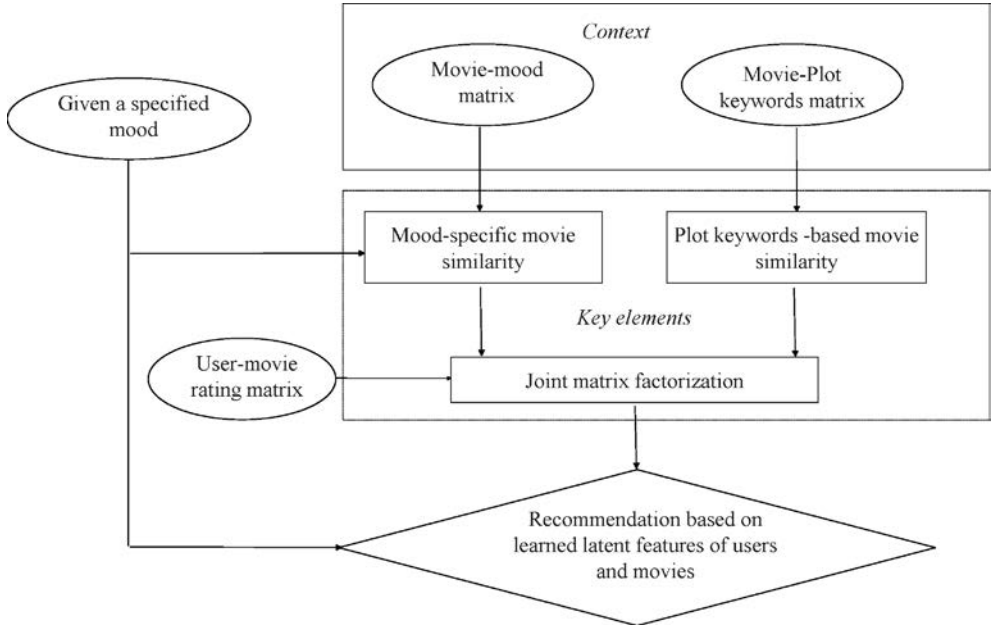 Context
Movie-mood
matrix
Movie-Plot
keywords matrix
Given a specified
mood
Mood-specific movie
similarity
Plot keywords -based movie
similarity
Key elements
User-movie
rating matrix
Joint matrix factorization
Recommendation based on
learned latent features of users
and movies